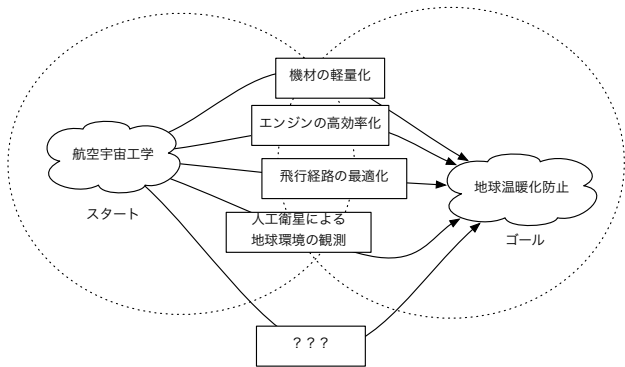 機材の軽量化
エンジンの高効率化
航空宇宙工学
飛行経路の最適化
地球温暖化防止
スタート
人工衛星による
地球環境の観測
ゴール
？？？